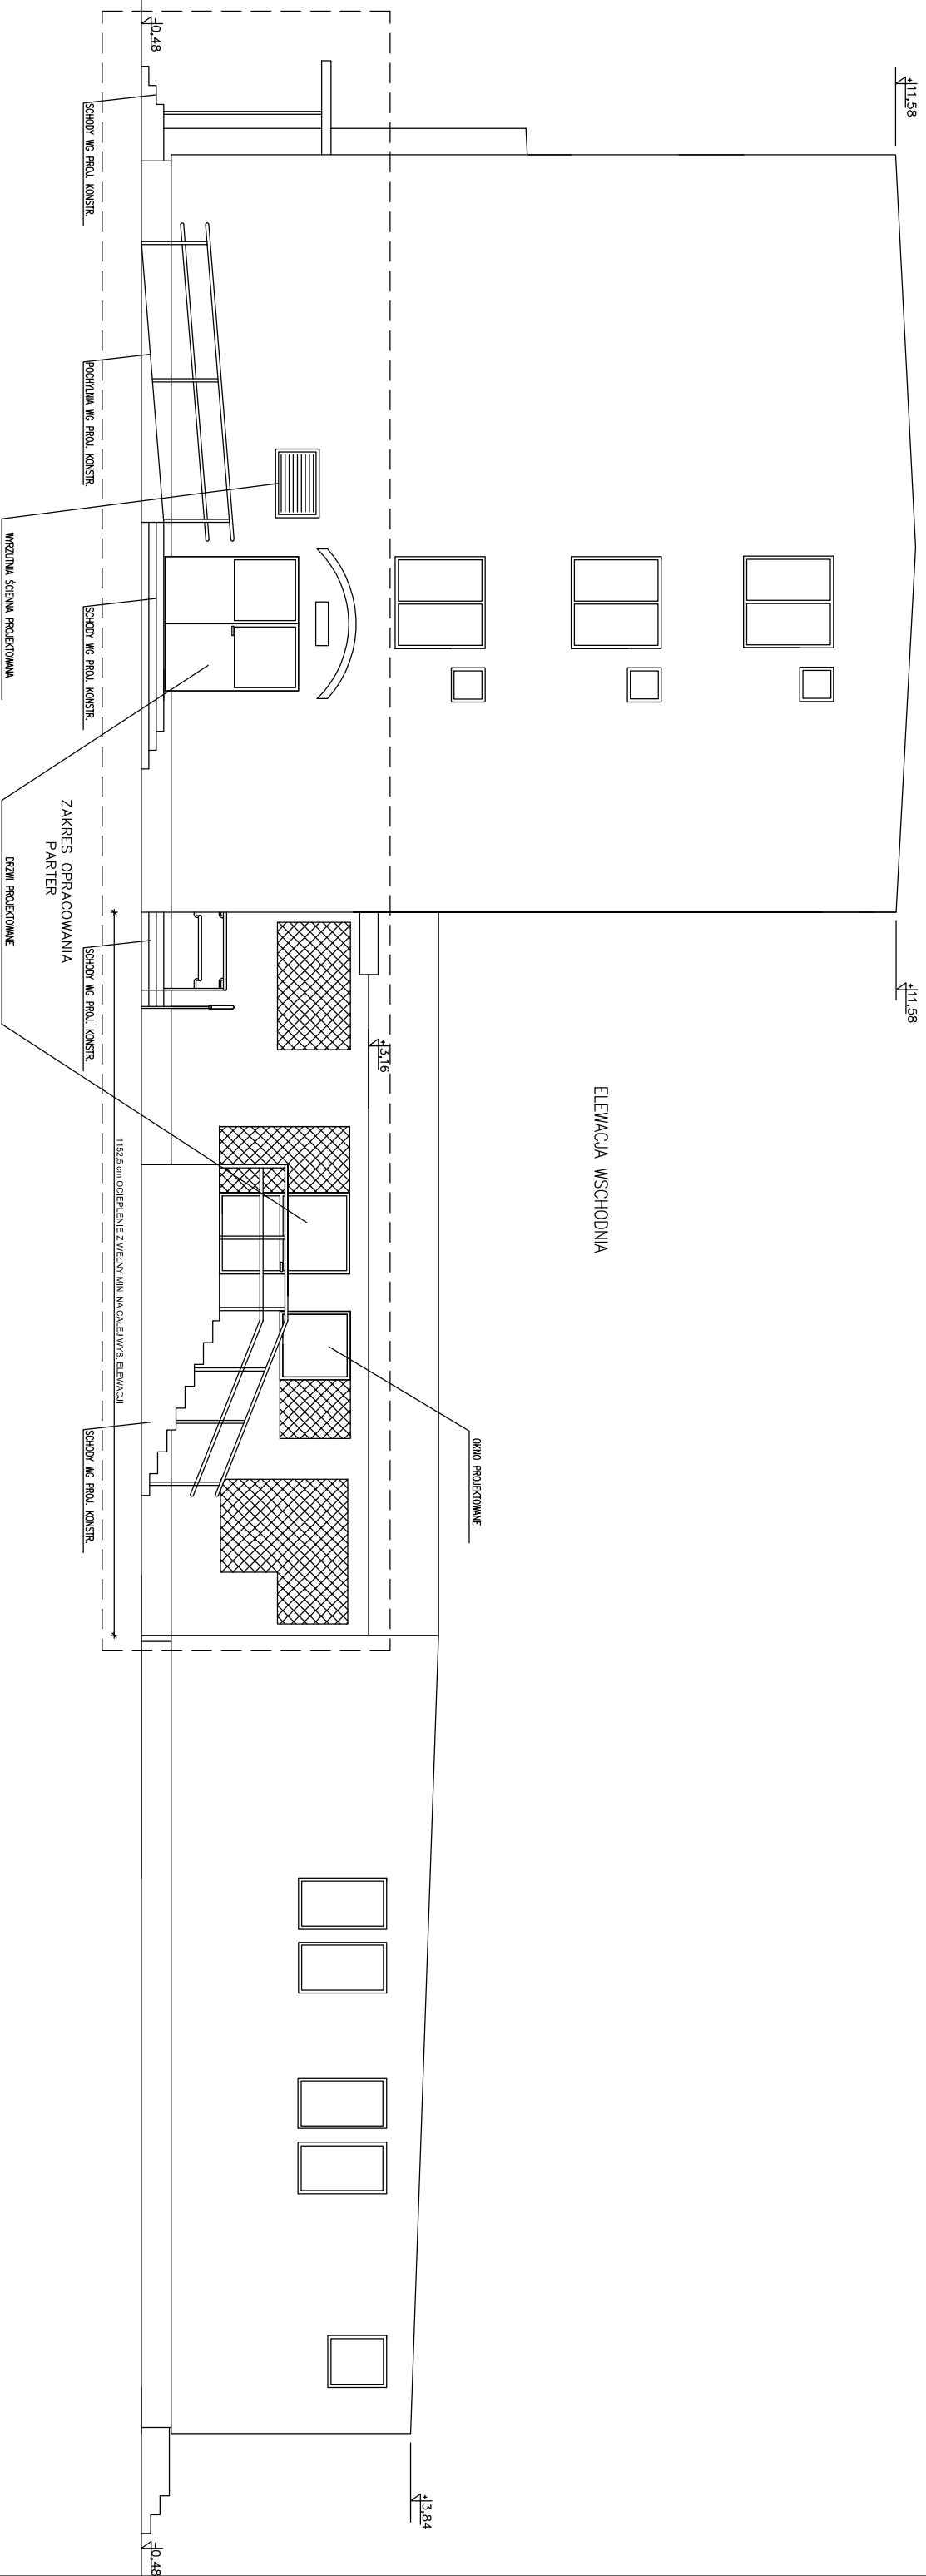 +11,58
+11,58
ELEWACJA WSCHODNIA
OKNO PROJEKTOWANE
+3,84
+3,16
-0,48
-0,48
1152.5 cm OCIEPLENIE Z WEŁNY MIN. NA CAŁEJ WYS. ELEWACJI
SCHODY WG PROJ. KONSTR.
POCHYLNIA WG PROJ. KONSTR.
SCHODY WG PROJ. KONSTR.
SCHODY WG PROJ. KONSTR.
SCHODY WG PROJ. KONSTR.
ZAKRES OPRACOWANIA
PARTER
WYRZUTNIA ŚCIENNA PROJEKTOWANA
DRZWI PROJEKTOWANE